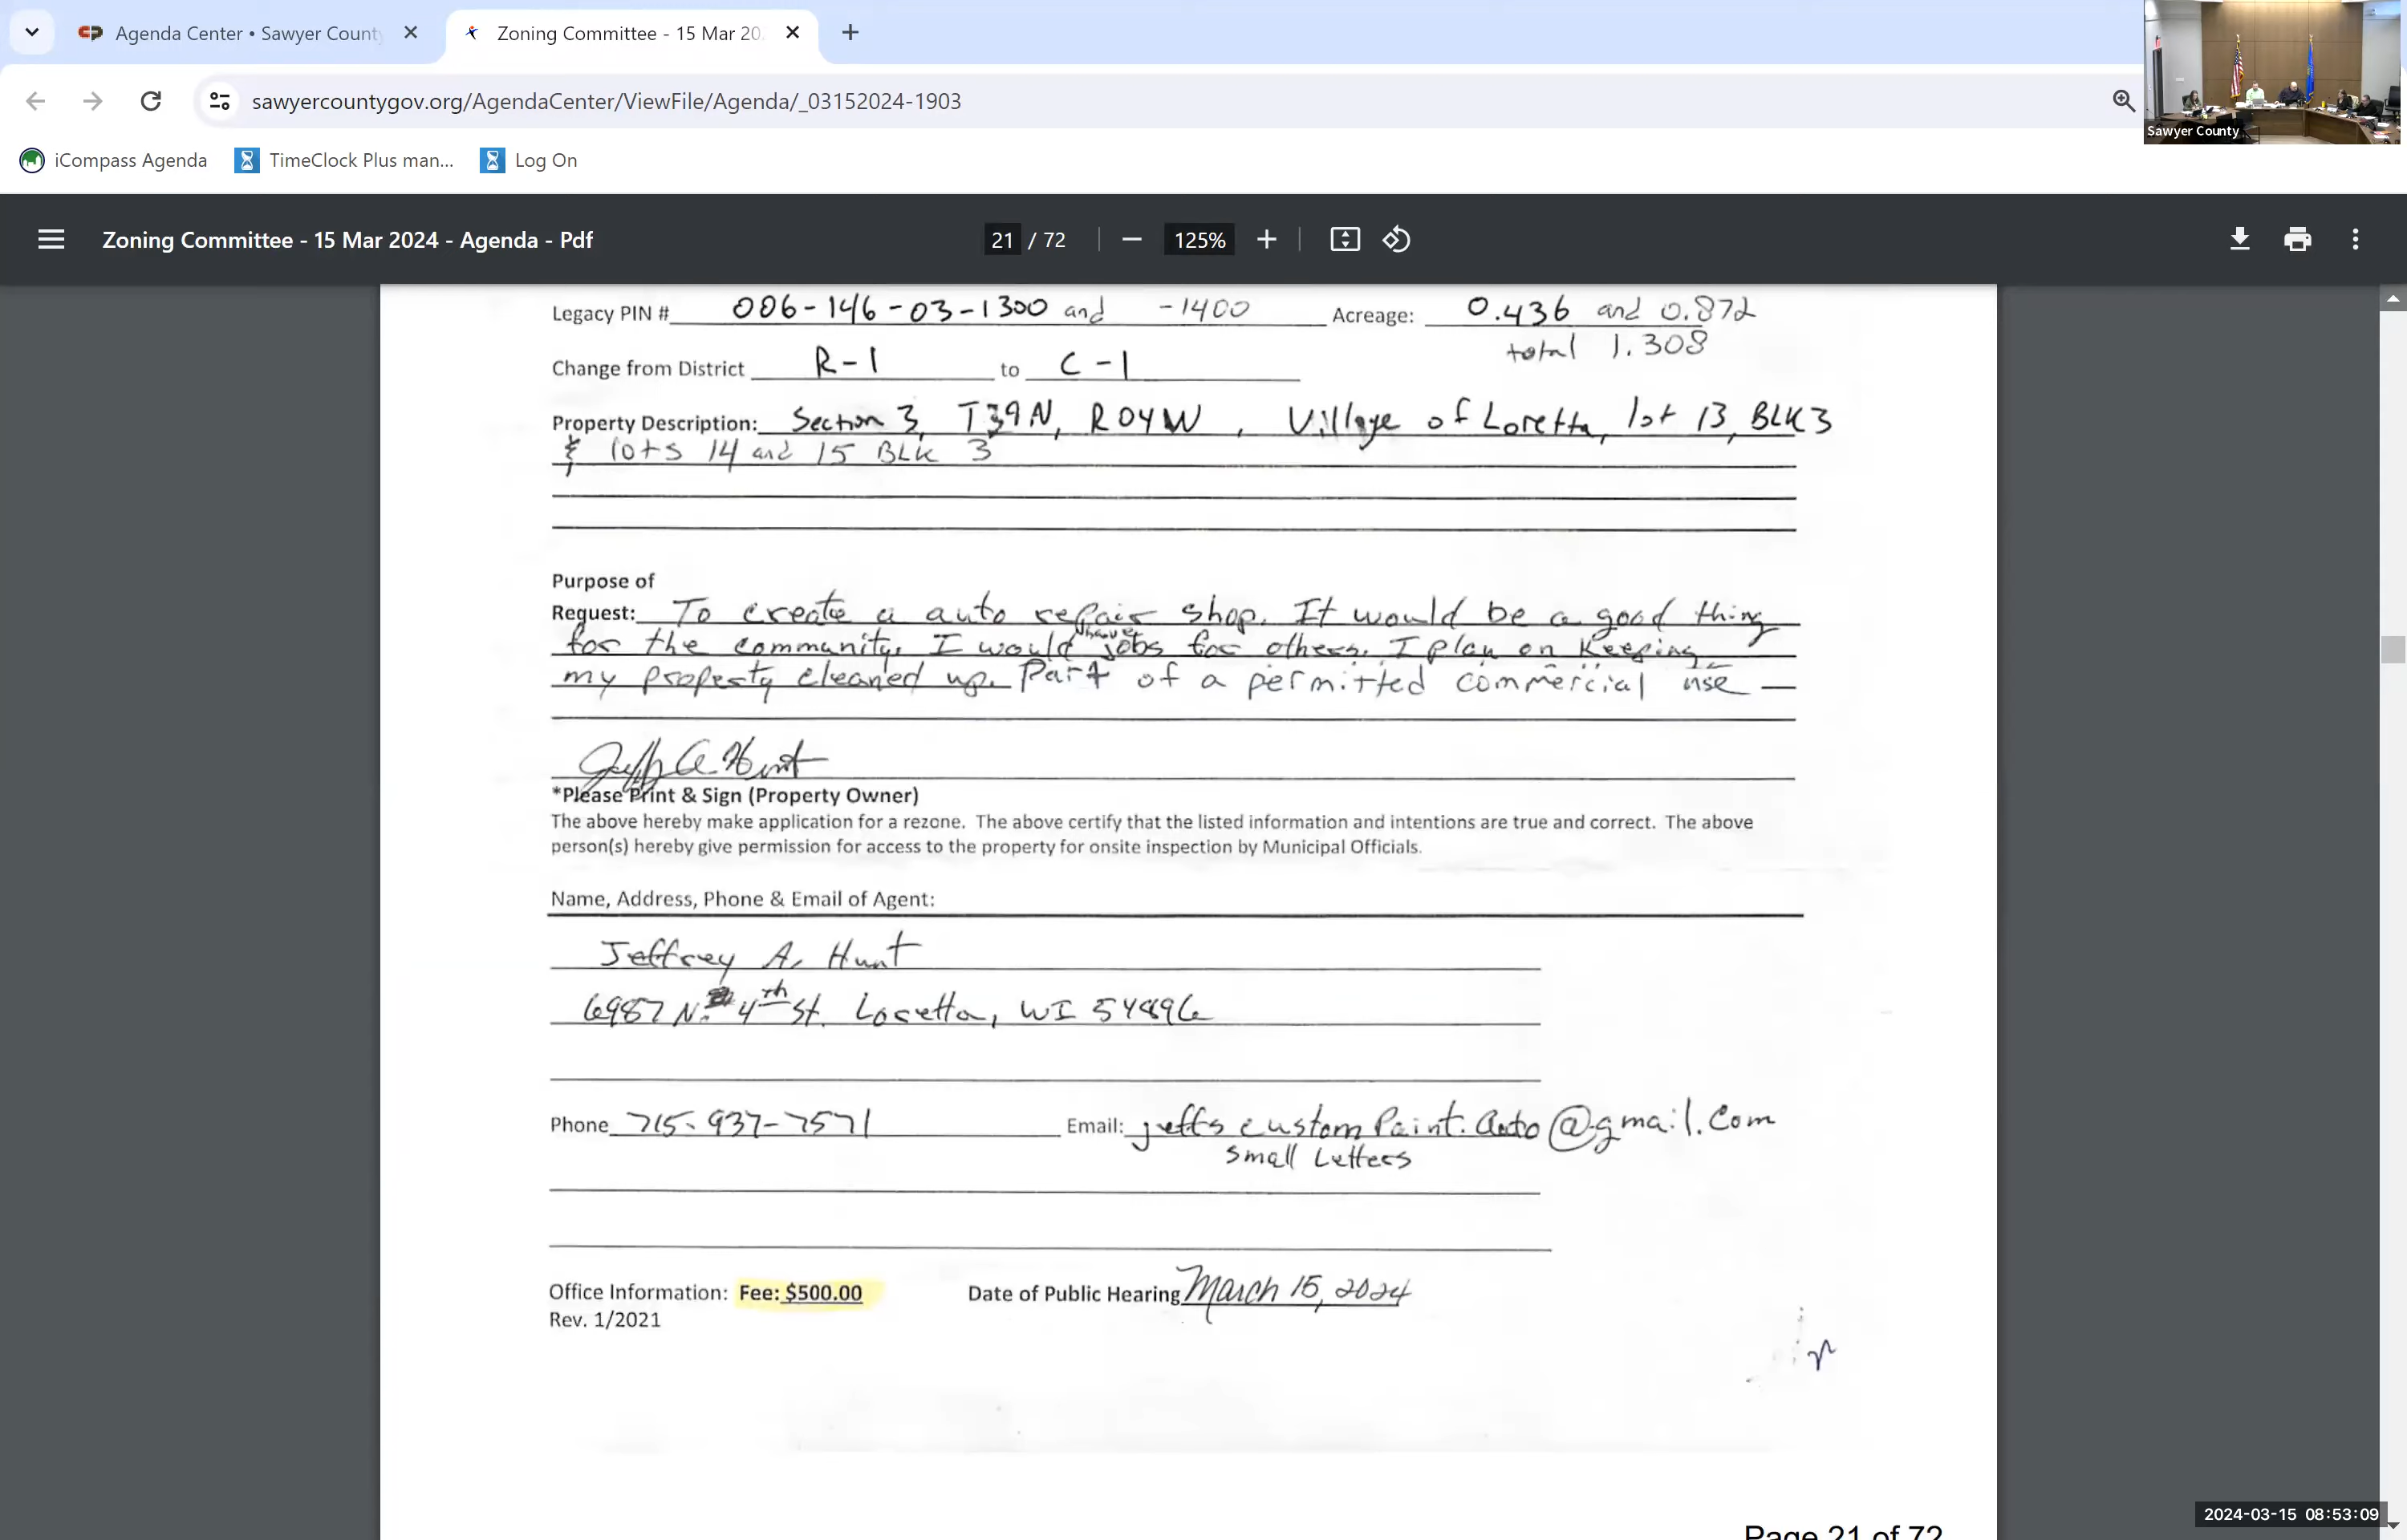 Agenda Center • Sawyer County
Zoning Committee - 15 Mar 20
sawyercountygov.org/AgendaCenter/ViewFile/Agenda/_03152024-1903
Sawyer County
iCompass Agenda
TimeClock Plus man...
Log On
Zoning Committee - 15 Mar 2024 - Agenda - Pdf
21 / 72
125%
Legacy PIN # 006-146-03-1300 and -1400 Acreage: 0.436 and 0.872
total 1.308
Change from District R-1 to C-1
Property Description: Section 3, T39N, R04W, Village of Loretta, lot 13, BLK 3
& lots 14 and 15 BLK 3
Purpose of
Request: To create a auto repair shop. It would be a good thing
for the community. I would have jobs for others. I plan on Keeping
my property cleaned up. Part of a permitted commercial use
Jeff A. Hunt
*Please Print & Sign (Property Owner)
The above hereby make application for a rezone. The above certify that the listed information and intentions are true and correct. The above
person(s) hereby give permission for access to the property for onsite inspection by Municipal Officials.
Name, Address, Phone & Email of Agent:
Jeffrey A. Hunt
6987 N. 4th St. Loretta, WI 54896
Phone 715-937-7571 Email: jeffs custom Paint.Auto@gmail.Com
Small Letters
Office Information: Fee: $500.00 Date of Public Hearing March 15, 2024
Rev. 1/2021
Page 21 of 72
2024-03-15 08:53:09